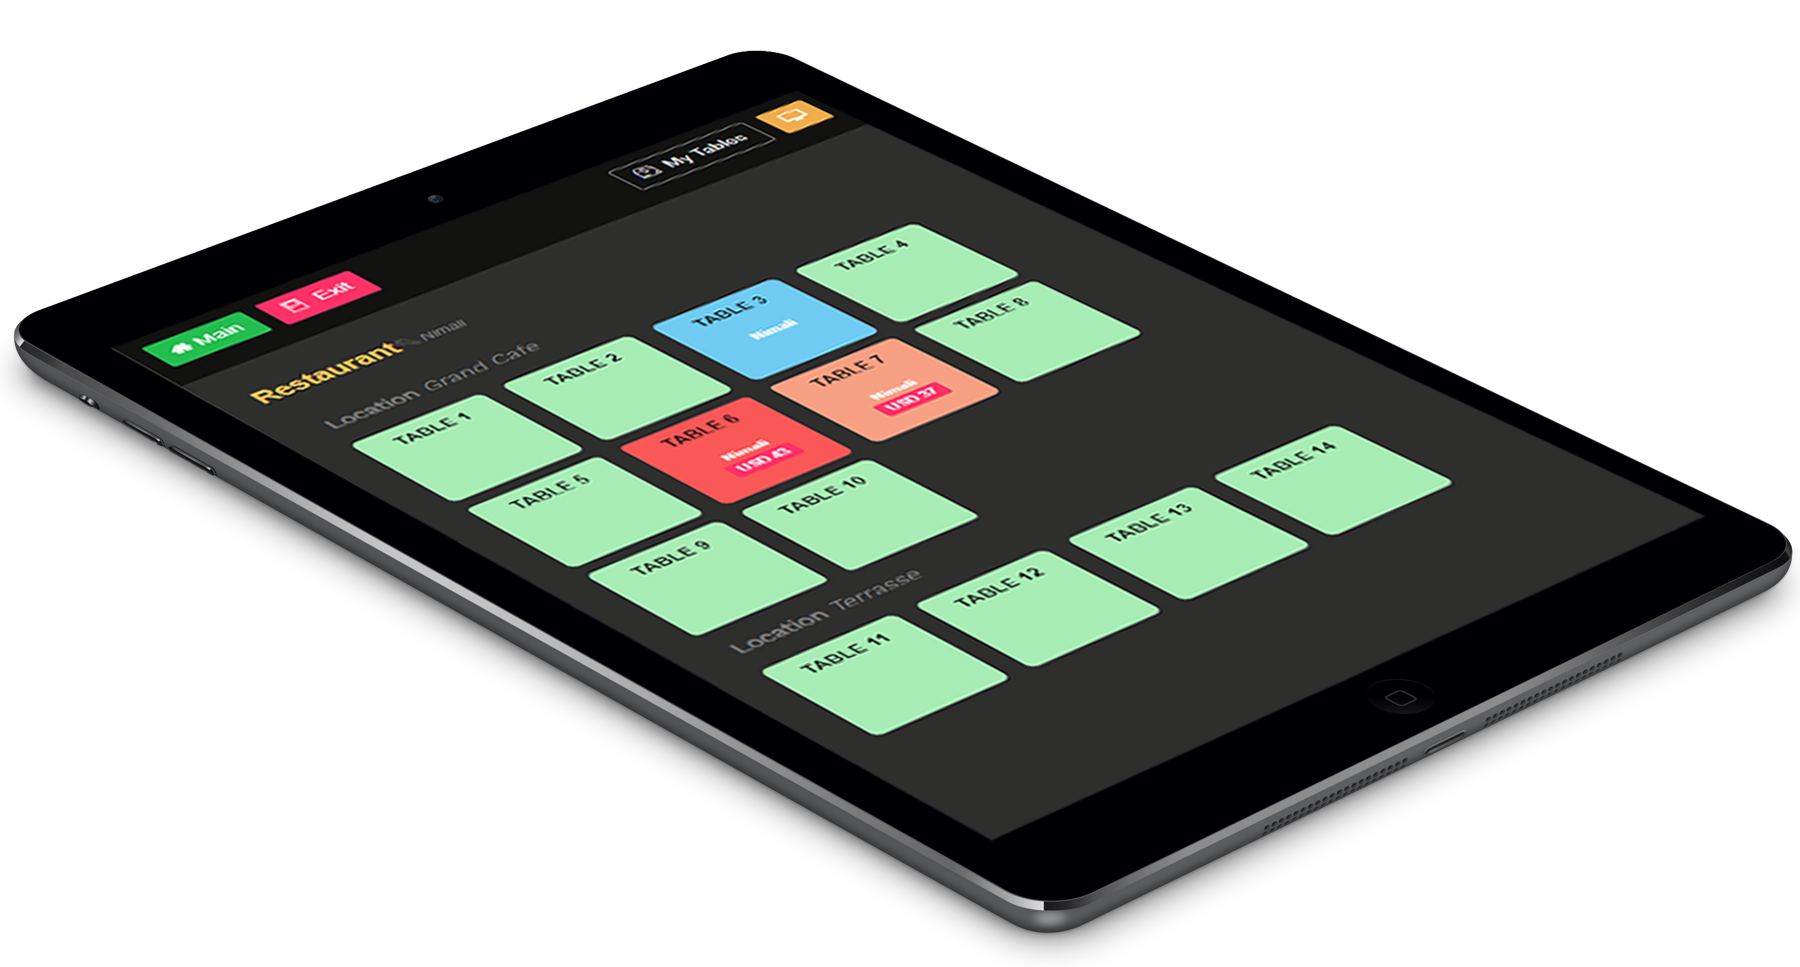 Main
Exit
My Tables
Restaurant Nimali
Location Grand Cafe
TABLE 1
TABLE 2
TABLE 3
Nimali
TABLE 4
TABLE 5
TABLE 6
Nimali
USD 43
TABLE 7
Nimali
USD 37
TABLE 8
TABLE 9
TABLE 10
Location Terrasse
TABLE 11
TABLE 12
TABLE 13
TABLE 14